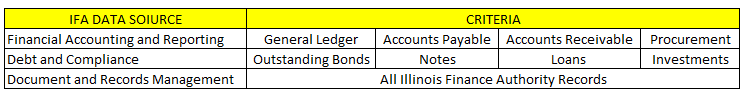 IFA DATA SOIURCE CRITERIA
Financial Accounting and Reporting General Ledger Accounts Payable Accounts Receivable Procurement
Debt and Compliance Outstanding Bonds Notes Loans Investments
Document and Records Management All Illinois Finance Authority Records